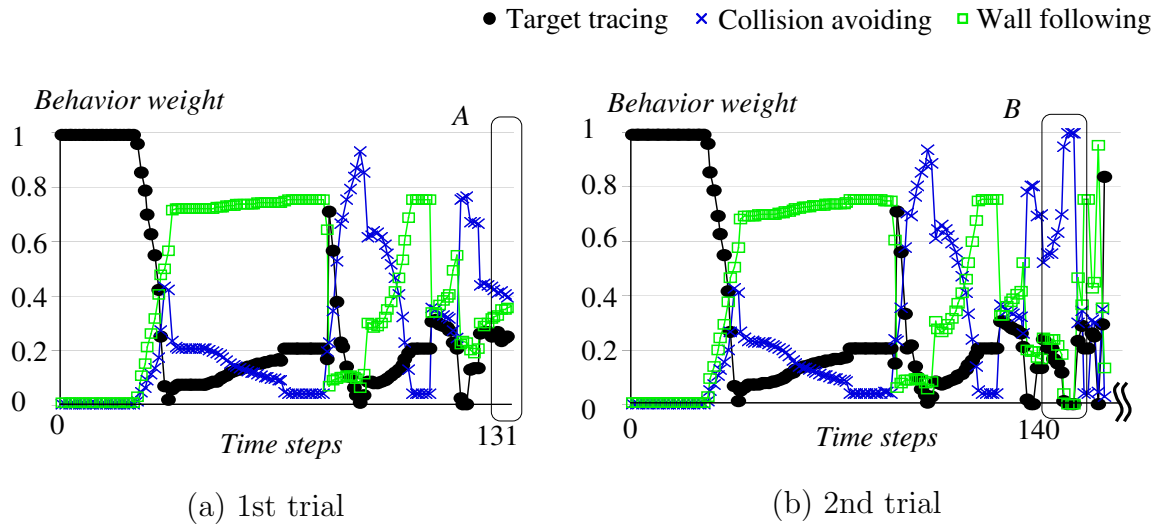 Target tracing Collision avoiding Wall following
Behavior weight A
1
0.8
0.6
0.4
0.2
0
0 131
Time steps
(a) 1st trial
Behavior weight B
1
0.8
0.6
0.4
0.2
0
0 140
Time steps
(b) 2nd trial